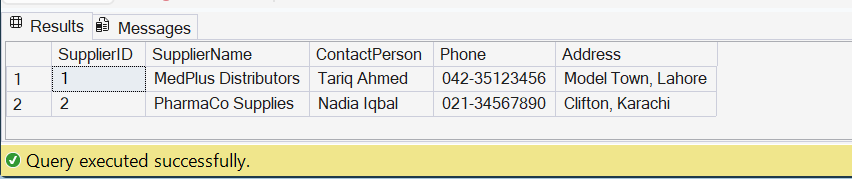 Results Messages
SupplierID SupplierName ContactPerson Phone Address
1 1 MedPlus Distributors Tariq Ahmed 042-35123456 Model Town, Lahore
2 2 PharmaCo Supplies Nadia Iqbal 021-34567890 Clifton, Karachi
Query executed successfully.